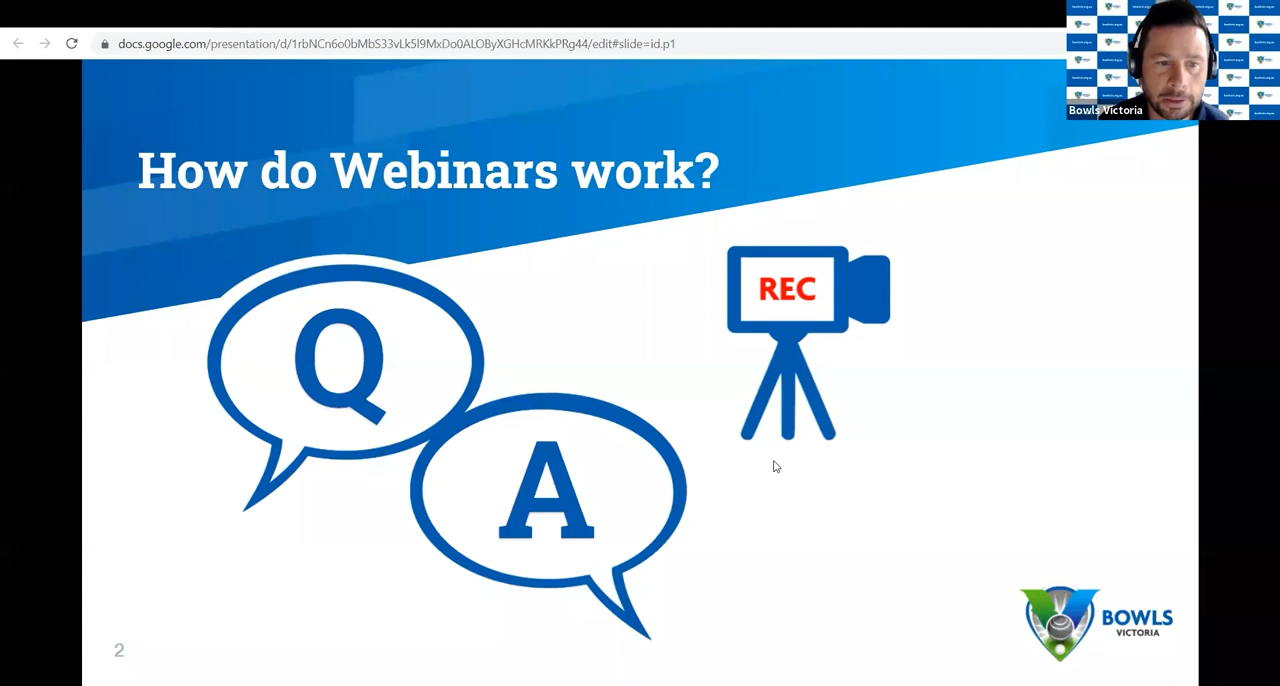 docs.google.com/presentation/d/1rbNCn6o0bMbS33vLk5l9MxDo0ALOByXGHcMRKkPRg44/edit#slide=id.p1
Bowls Victoria
How do Webinars work?
Q
REC
A
BOWLS
VICTORIA
2